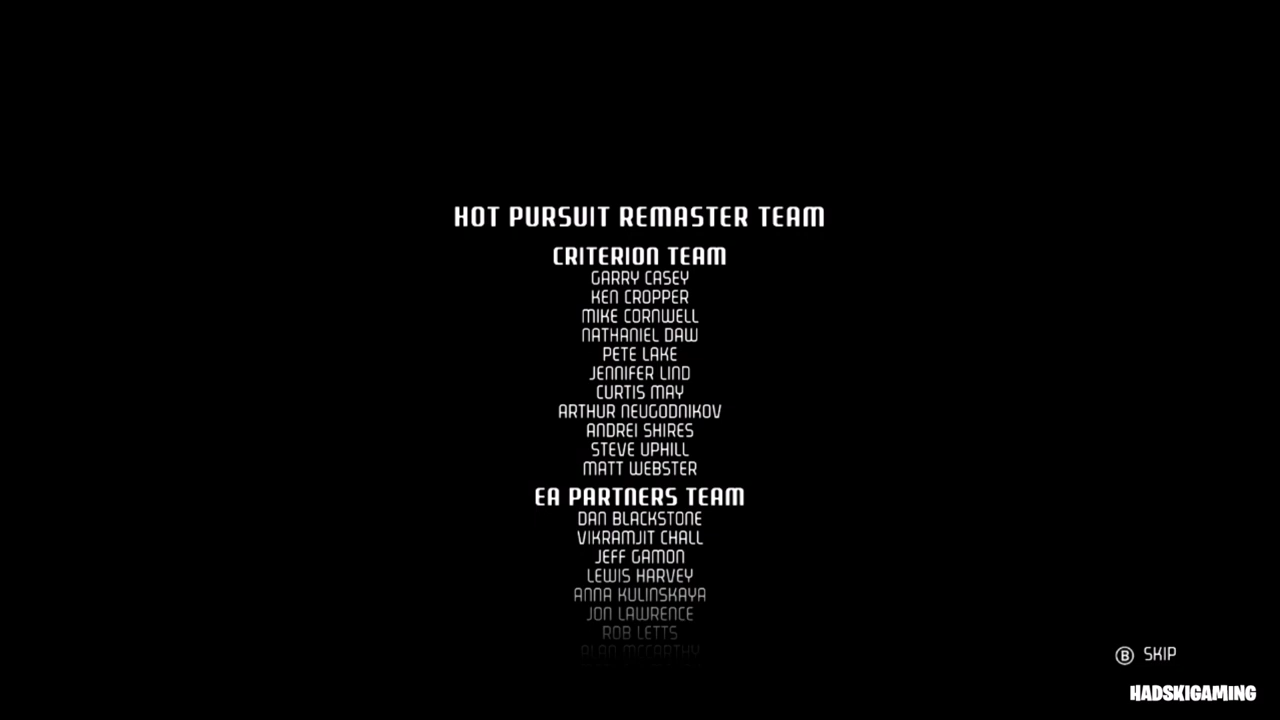 HOT PURSUIT REMASTER TEAM
CRITERION TEAM
GARRY CASEY
KEN CROPPER
MIKE CORNWELL
NATHANIEL DAW
PETE LAKE
JENNIFER LIND
CURTIS MAY
ARTHUR NEUGODNIKOV
ANDREI SHIRES
STEVE UPHILL
MATT WEBSTER
EA PARTNERS TEAM
DAN BLACKSTONE
VIKRAMJIT CHALL
JEFF GAMON
LEWIS HARVEY
ANNA KULINSKAYA
JON LAWRENCE
ROB LETTS
ALAN MCCARTHY
B SKIP
HADSKIGAMING